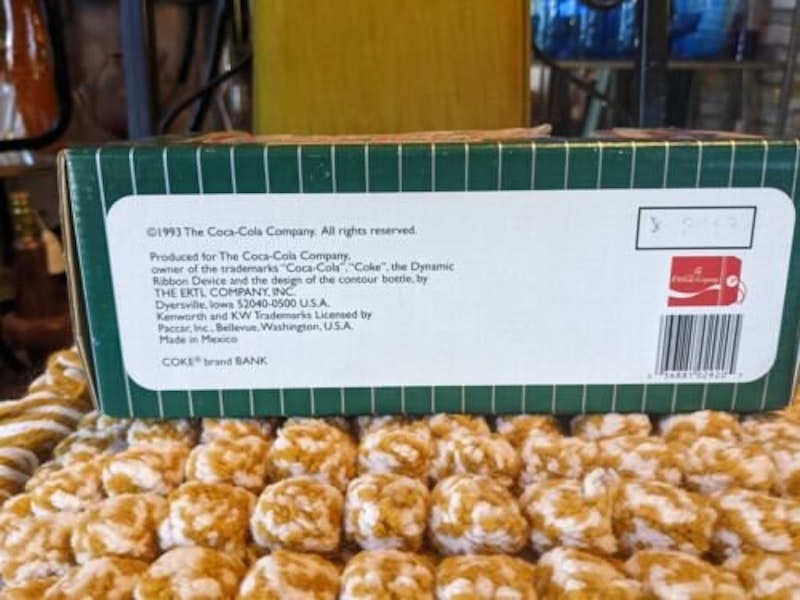 ©1993 The Coca-Cola Company. All rights reserved.
Produced for The Coca-Cola Company,
owner of the trademarks "Coca-Cola", "Coke", the Dynamic
Ribbon Device and the design of the contour bottle, by
THE ERTL COMPANY, INC.
Dyersville, Iowa 52040-0500 U.S.A.
Kenworth and KW Trademarks Licensed by
Paccar, Inc., Bellevue, Washington, U.S.A.
Made in Mexico
COKE® brand BANK